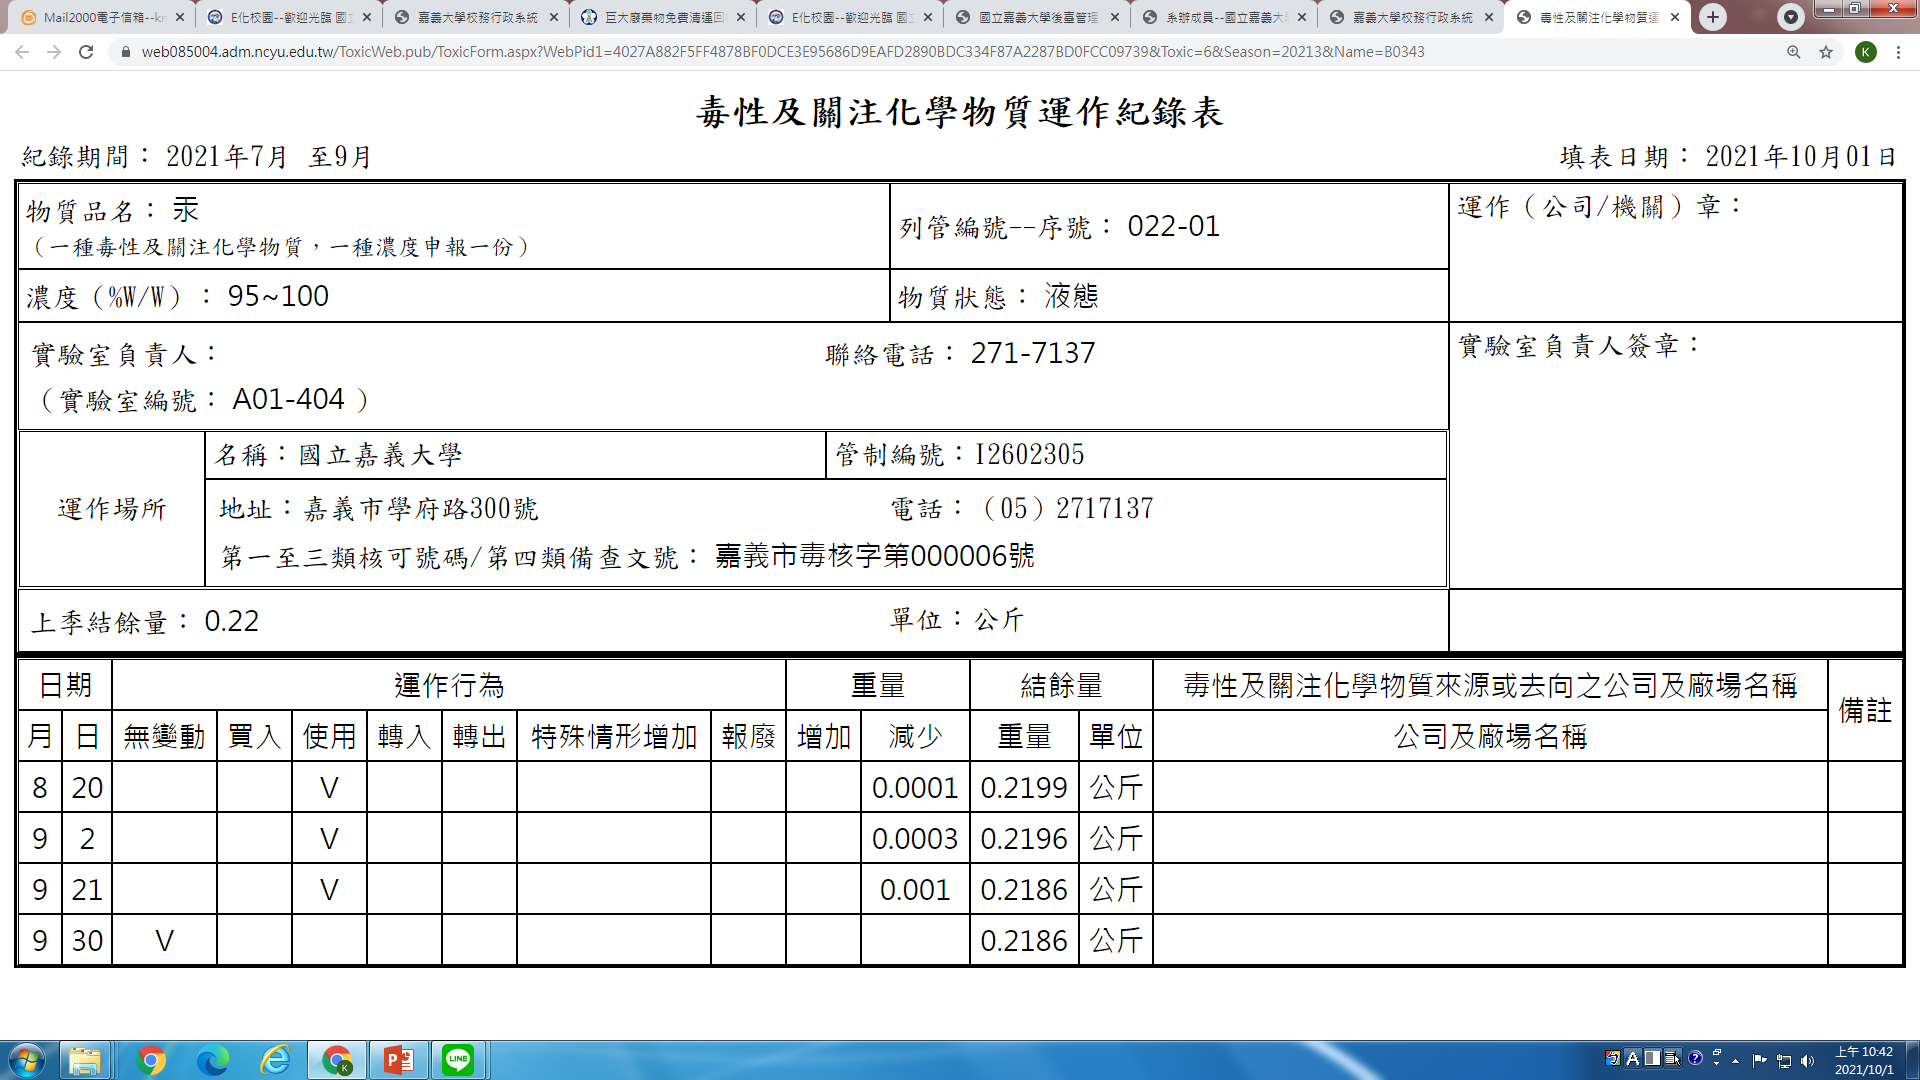 Mail2000電子信箱--kr
E化校園--歡迎光臨 國立
嘉義大學校務行政系統
巨大廢棄物免費清運回
E化校園--歡迎光臨 國立
國立嘉義大學後臺管理
系辦成員--國立嘉義大
嘉義大學校務行政系統
毒性及關注化學物質運
web085004.adm.ncyu.edu.tw/ToxicWeb.pub/ToxicForm.aspx?WebPid1=4027A882F5FF4878BF0DCE3E95686D9EAFD2890BDC334F87A2287BD0FCC09739&Toxic=6&Season=20213&Name=B0343
K
毒性及關注化學物質運作紀錄表
紀錄期間： 2021年7月 至9月
填表日期： 2021年10月01日
物質品名： 汞
（一種毒性及關注化學物質，一種濃度申報一份）
列管編號--序號： 022-01
運作（公司/機關）章：
濃度（%W/W）： 95~100
物質狀態： 液態
實驗室負責人：
聯絡電話： 271-7137
實驗室負責人簽章：
（實驗室編號： A01-404 ）
運作場所
名稱：國立嘉義大學
管制編號：I2602305
地址：嘉義市學府路300號
電話：（05）2717137
第一至三類核可號碼/第四類備查文號： 嘉義市毒核字第000006號
上季結餘量： 0.22
單位：公斤
日期 運作行為 重量 結餘量 毒性及關注化學物質來源或去向之公司及廠場名稱 備註
月 日 無變動 買入 使用 轉入 轉出 特殊情形增加 報廢 增加 減少 重量 單位 公司及廠場名稱
8 20 V 0.0001 0.2199 公斤
9 2 V 0.0003 0.2196 公斤
9 21 V 0.001 0.2186 公斤
9 30 V 0.2186 公斤
K
LINE
A
上午 10:42
2021/10/1